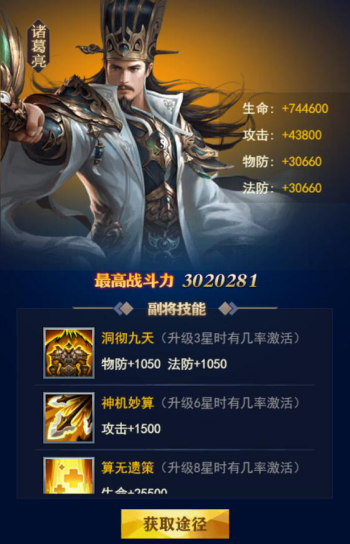 诸葛亮
生命：+744600
攻击：+43800
物防：+30660
法防：+30660
最高战斗力 3020281
副将技能
洞彻九天（升级3星时有几率激活）
物防+1050 法防+1050
神机妙算（升级6星时有几率激活）
攻击+1500
算无遗策（升级8星时有几率激活）
生命+25500
获取途径